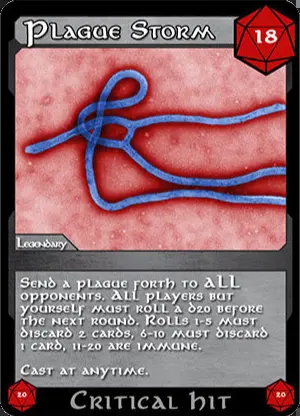 Plague Storm
18
Legendary
Send a plague forth to ALL
opponents. All players but
yourself must roll a d20 before
the next round. Rolls 1-5 must
discard 2 cards, 6-10 must discard
1 card, 11-20 are immune.
Cast at anytime.
20
Critical Hit
20